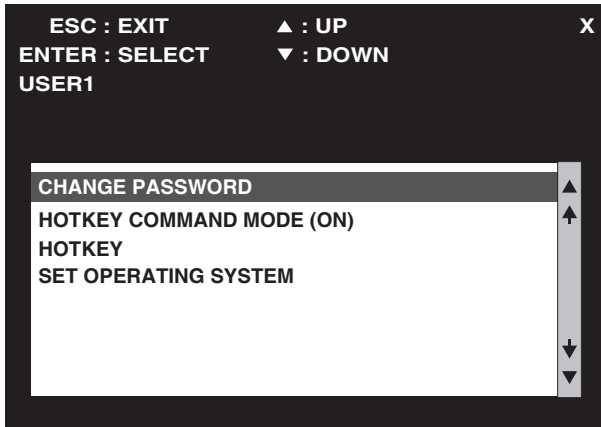 ESC : EXIT ▲ : UP X
ENTER : SELECT ▼ : DOWN
USER1
CHANGE PASSWORD
HOTKEY COMMAND MODE (ON)
HOTKEY
SET OPERATING SYSTEM